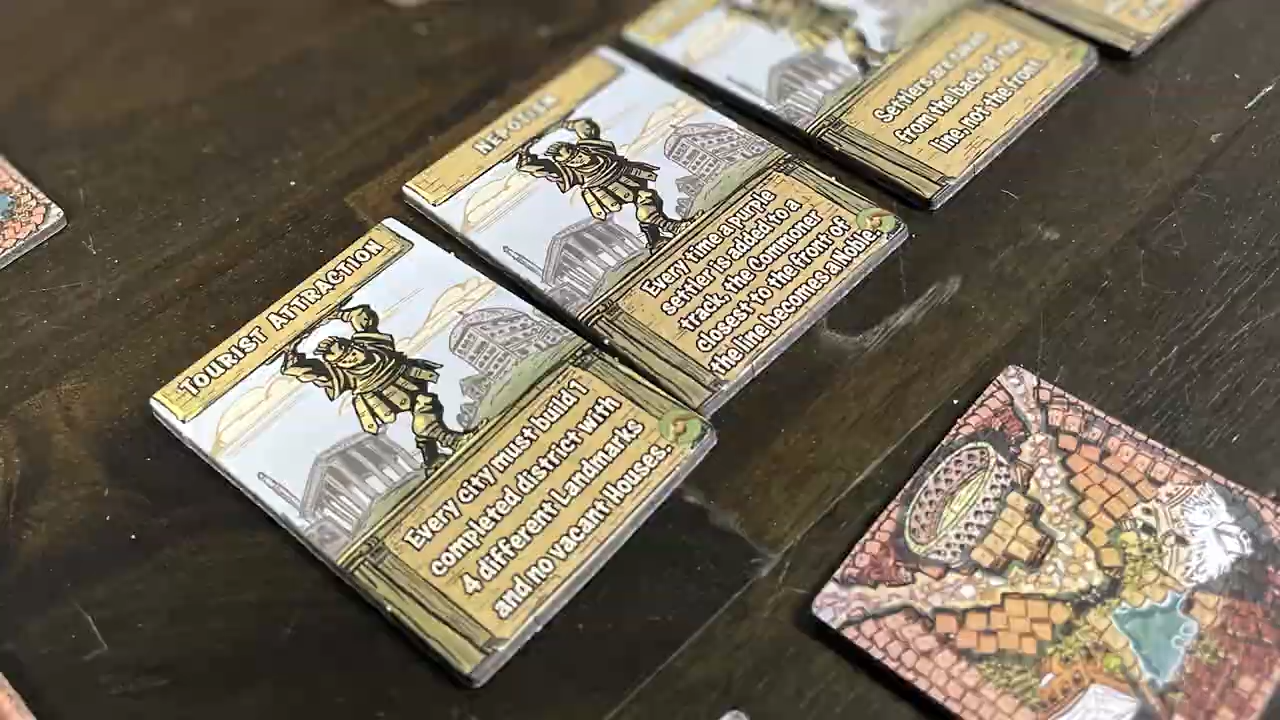 TOURIST ATTRACTION
Every city must build 1
completed district with
4 different Landmarks
and no vacant Houses.
NEPOTISM
Every time a purple
settler is added to a
track, the Commoner
closest to the front of
the line becomes a Noble.
Settlers are
from the back of the
line, not the front.